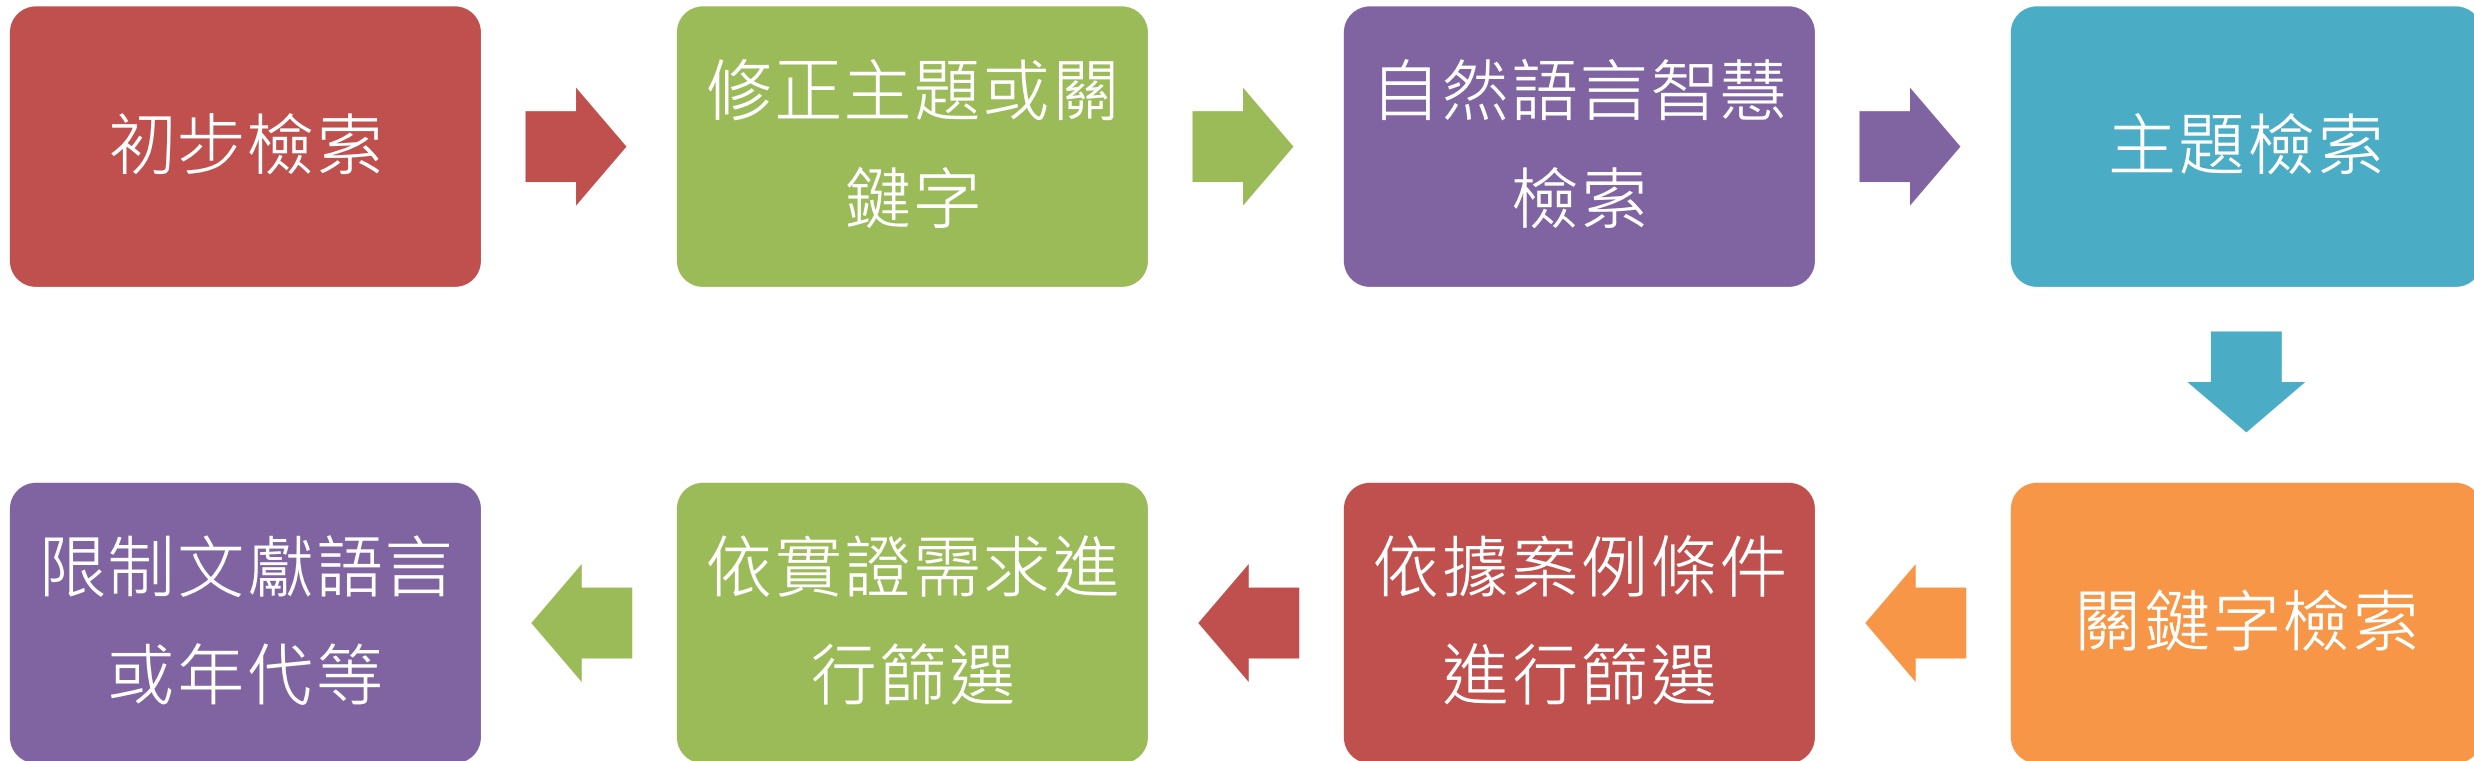 初步檢索
修正主題或關
鍵字
自然語言智慧
檢索
主題檢索
關鍵字檢索
依據案例條件
進行篩選
依實證需求進
行篩選
限制文獻語言
或年代等